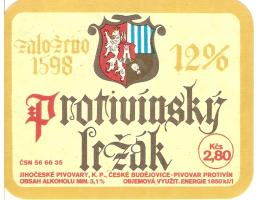 založeno
1598
12%
Protivínský
ležák
Kčs
2,80
ČSN 56 66 35
JIHOČESKÉ PIVOVARY, K. P., ČESKÉ BUDĚJOVICE - PIVOVAR PROTIVÍN
OBSAH ALKOHOLU MIN. 3,1% OBJEMOVÁ VYUŽIT. ENERGIE 1850 kJ/l